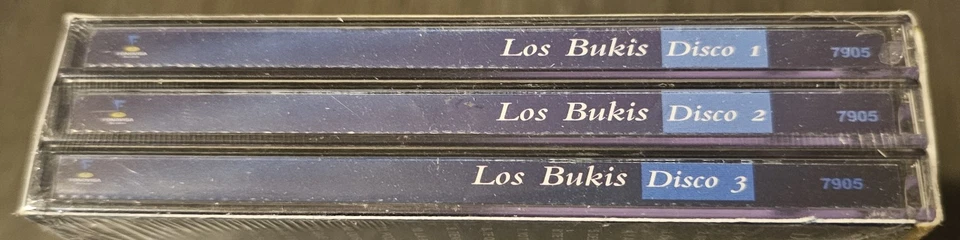 Los Bukis Disco 1 7905
Los Bukis Disco 2 7905
Los Bukis Disco 3 7905